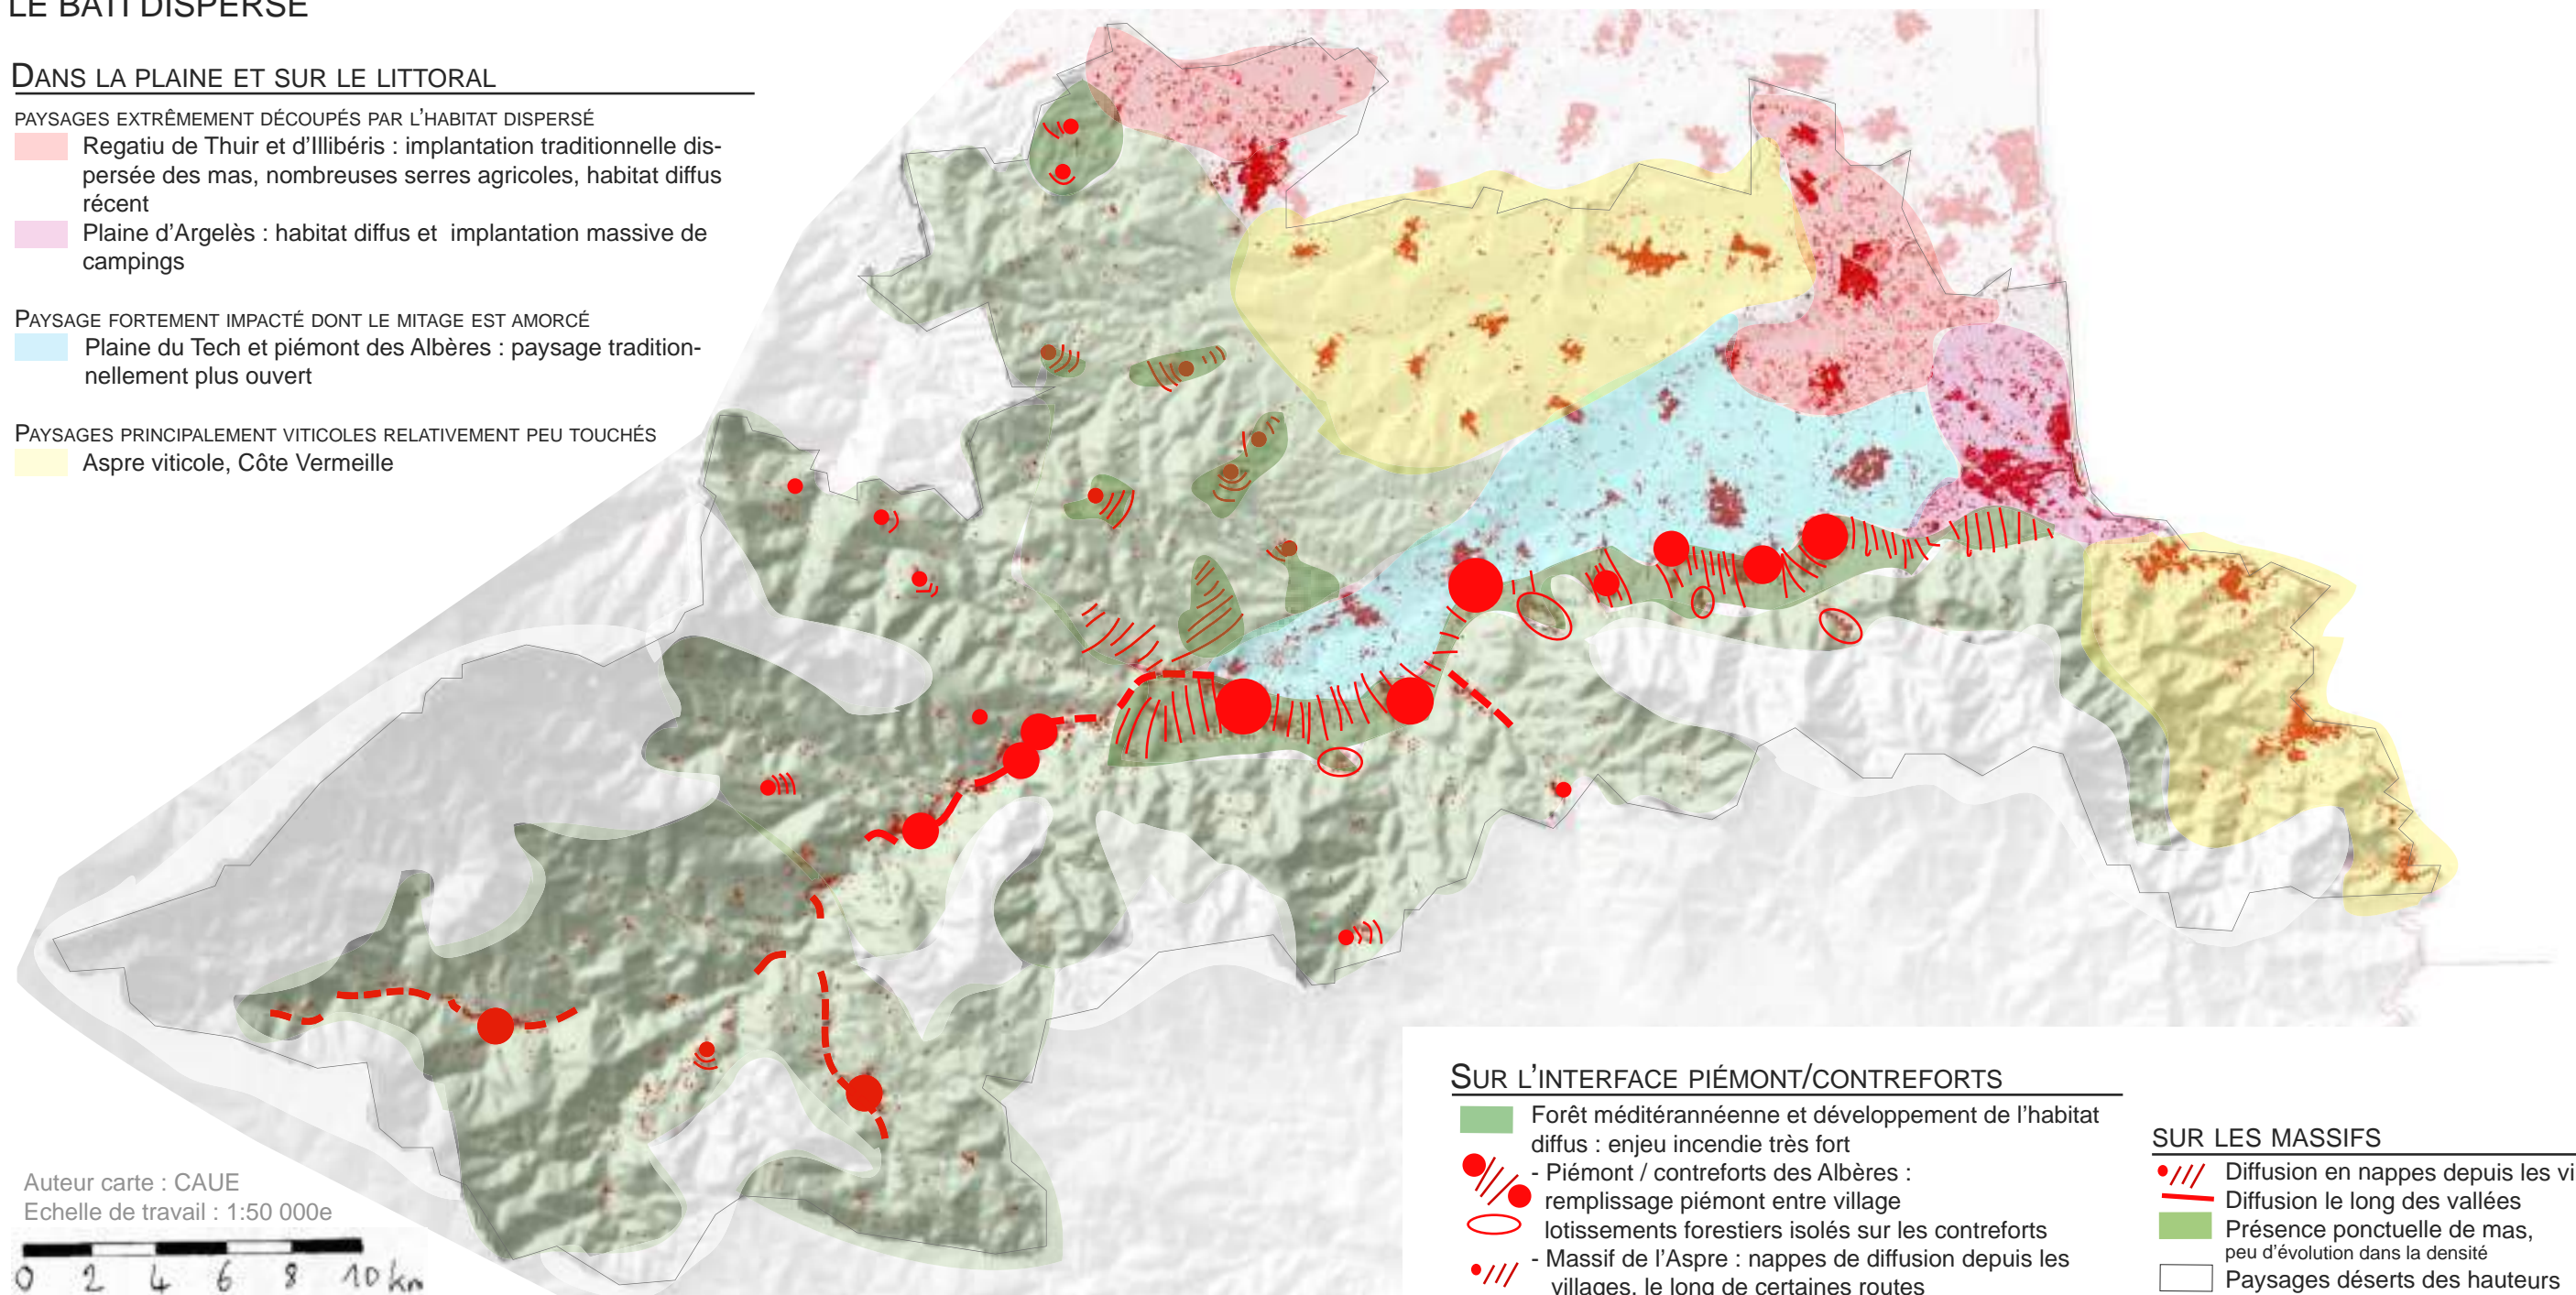 LE BÂTI DISPERSÉ
DANS LA PLAINE ET SUR LE LITTORAL
PAYSAGES EXTRÊMEMENT DÉCOUPÉS PAR L'HABITAT DISPERSÉ
Regatiu de Thuir et d'Illibéris : implantation traditionnelle dis-
persée des mas, nombreuses serres agricoles, habitat diffus
récent
Plaine d'Argelès : habitat diffus et implantation massive de
campings
PAYSAGE FORTEMENT IMPACTÉ DONT LE MITAGE EST AMORCÉ
Plaine du Tech et piémont des Albères : paysage tradition-
nellement plus ouvert
PAYSAGES PRINCIPALEMENT VITICOLES RELATIVEMENT PEU TOUCHÉS
Aspre viticole, Côte Vermeille
Auteur carte : CAUE
Echelle de travail : 1:50 000e
0 2 4 6 8 10 km
SUR L'INTERFACE PIÉMONT/CONTREFORTS
Forêt méditérannéenne et développement de l'habitat
diffus : enjeu incendie très fort
- Piémont / contreforts des Albères :
remplissage piémont entre village
lotissements forestiers isolés sur les contreforts
- Massif de l'Aspre : nappes de diffusion depuis les
villages, le long de certaines routes
SUR LES MASSIFS
Diffusion en nappes depuis les vi
Diffusion le long des vallées
Présence ponctuelle de mas,
peu d'évolution dans la densité
Paysages déserts des hauteurs